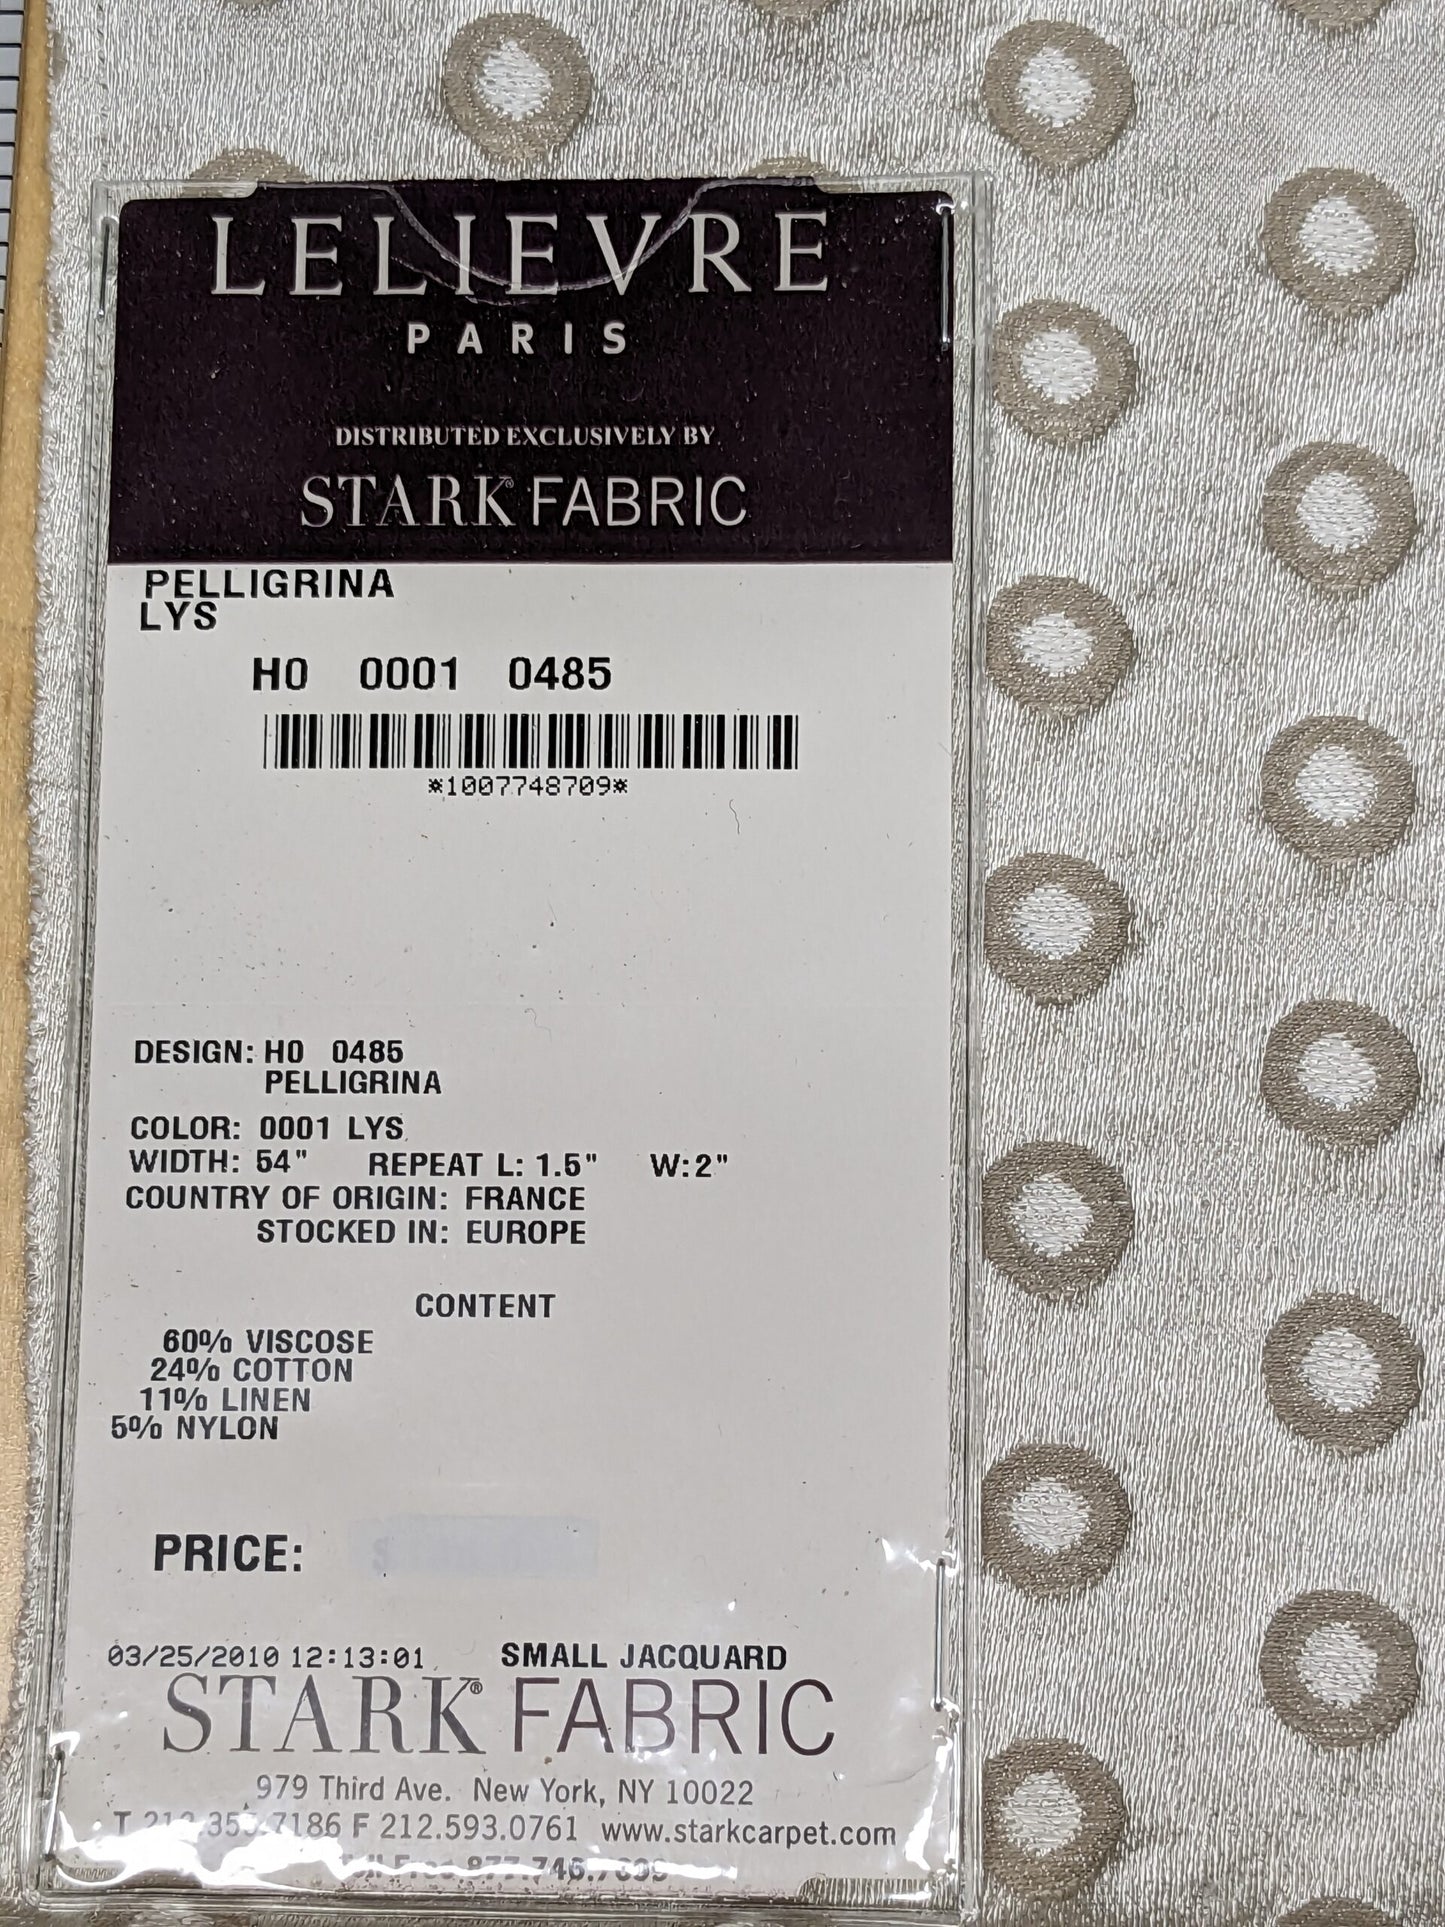 LELIEVRE
PARIS
DISTRIBUTED EXCLUSIVELY BY
STARK® FABRIC
PELLIGRINA
LYS
H0 0001 0485
*1007748709*
DESIGN: H0 0485
PELLIGRINA
COLOR: 0001 LYS
WIDTH: 54" REPEAT L: 1.5" W:2"
COUNTRY OF ORIGIN: FRANCE
STOCKED IN: EUROPE
CONTENT
60% VISCOSE
24% COTTON
11% LINEN
5% NYLON
PRICE:
03/25/2010 12:13:01 SMALL JACQUARD
STARK® FABRIC
979 Third Ave. New York, NY 10022
T F 212.593.0761 www.starkcarpet.com